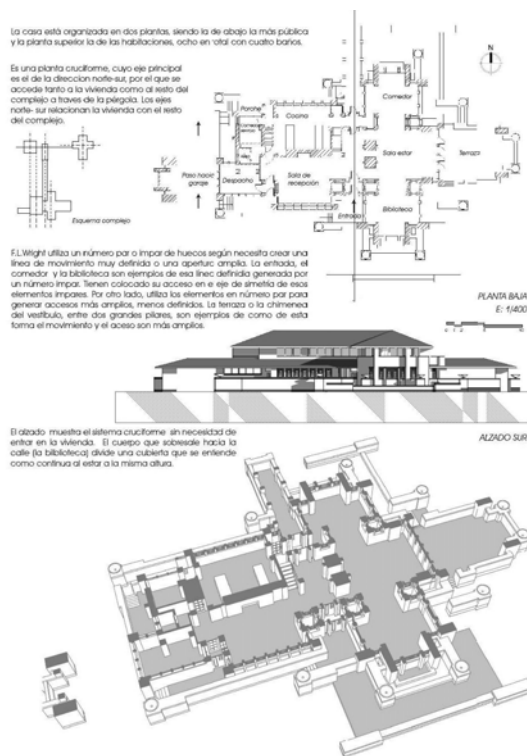 La casa está organizada en dos plantas, siendo la de abajo la más pública
y la planta superior la de las habitaciones, ocho en total con cuatro baños.
Es una planta cruciforme, cuyo eje principal
es el de la direccion norte-sur, por el que se
accede tanto a la vivienda como al resto del
complejo a traves de la pérgola. Los ejes
norte- sur relacionan la vivienda con el resto
del complejo.
Esquema complejo
N
Comedor
Porche
Cocina
Sala estar
Terraza
Paso hacia
garaje
Despacho
Sala de
recepción
Entrada
Biblioteca
F.L.Wright utiliza un número par o impar de huecos según necesita crear una
línea de movimiento muy definida o una apertura amplia. La entrada, el
comedor y la biblioteca son ejemplos de esa línea definidia generada por
un número impar. Tienen colocado su acceso en el eje de simetría de esos
elementos impares. Por otro lado, utiliza los elementos en número par para
generar accesos más amplios, menos definidos. La terraza o la chimenea
del vestíbulo, entre dos grandes pilares, son ejemplos de como de esta
forma el movimiento y el aceso son más amplios.
PLANTA BAJA
E: 1/400
El alzado muestra el sistema cruciforme sin necesidad de
entrar en la vivienda. El cuerpo que sobresale hacia la
calle (la biblioteca) divide una cubierta que se entiende
como continua al estar a la misma altura.
ALZADO SUR